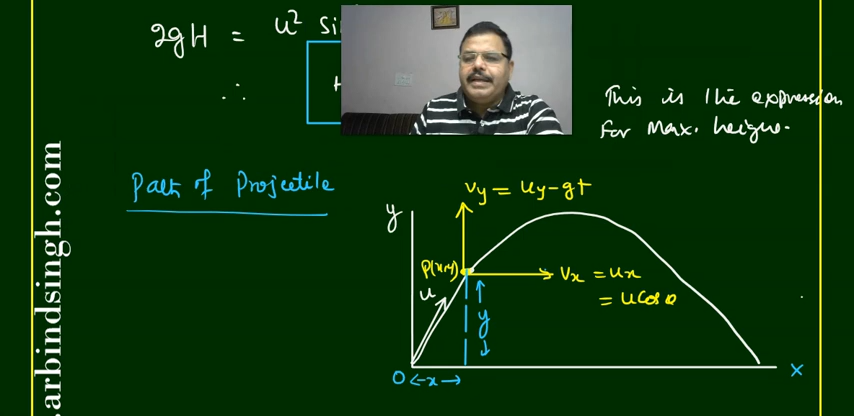 2gH = u² Si
∴ H
This is the expression
For Max. heighe.
Path of Projectile
Vy = uy-gt
y
P(x,y)
Vx = ux
= u cos θ
u
y
O ←x→
X
.arbindsingh.com